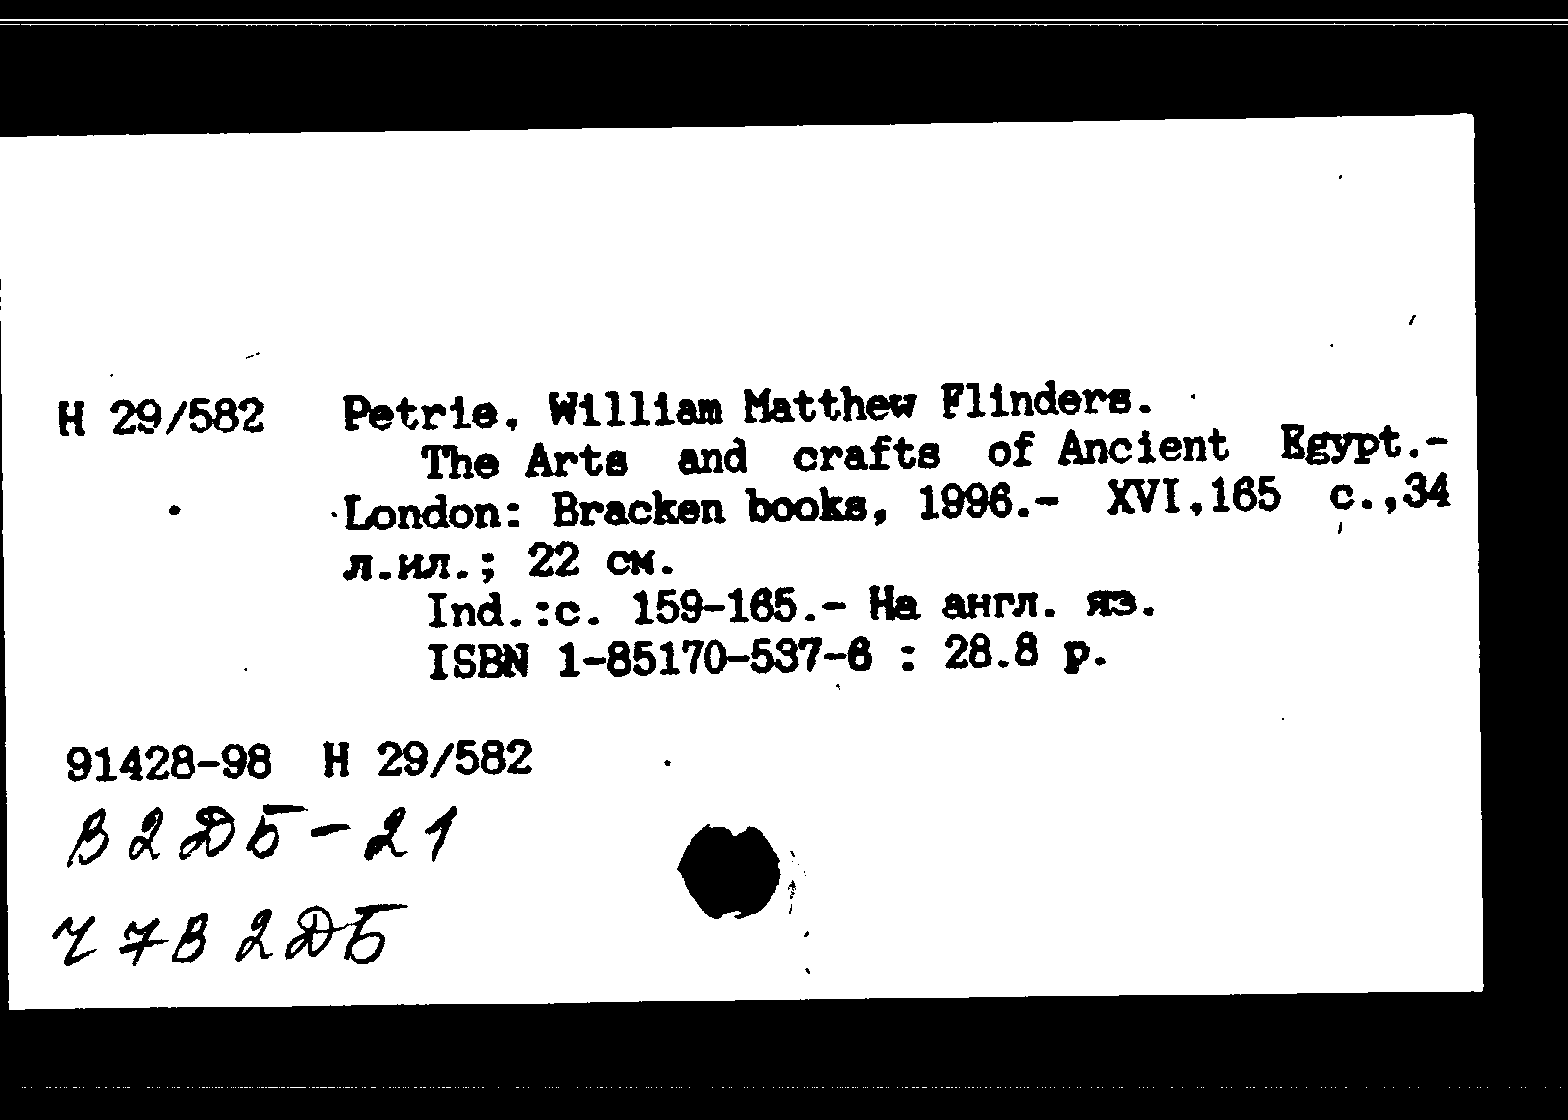 Н 29/582 Petrie, William Matthew Flinders.
The Arts and crafts of Ancient Egypt.-
London: Bracken books, 1996.- XVI,165 с.,34
л.ил.; 22 см.
Ind.:с. 159-165.- На англ. яз.
ISBN 1-85170-537-6 : 28.8 р.
91428-98 Н 29/582
В2ДБ-21
Ч7В 2ДБ